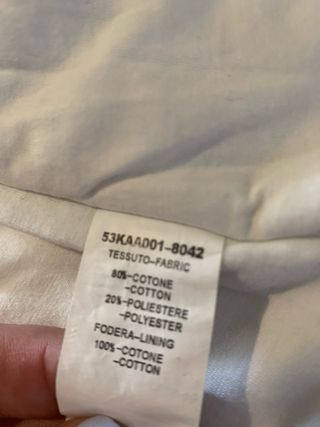 53KAA001-8042
TESSUTO-FABRIC
80%-COTONE
-COTTON
20%-POLIESTERE
-POLYESTER
FODERA-LINING
100%-COTONE
-COTTON